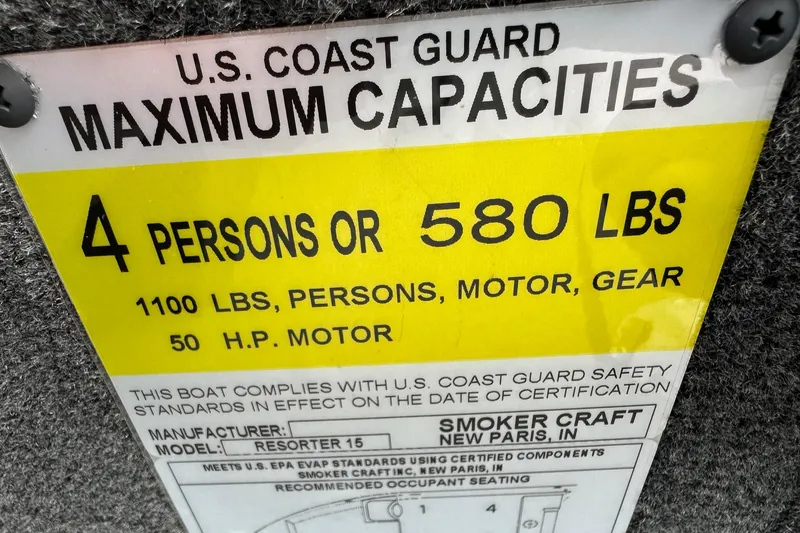 U.S. COAST GUARD
MAXIMUM CAPACITIES
4 PERSONS OR 580 LBS
1100 LBS, PERSONS, MOTOR, GEAR
50 H.P. MOTOR
THIS BOAT COMPLIES WITH U.S. COAST GUARD SAFETY
STANDARDS IN EFFECT ON THE DATE OF CERTIFICATION
MANUFACTURER: SMOKER CRAFT
NEW PARIS, IN
MODEL: RESORTER 15
MEETS U.S. EPA EVAP STANDARDS USING CERTIFIED COMPONENTS
SMOKER CRAFT INC, NEW PARIS, IN
RECOMMENDED OCCUPANT SEATING
1 4